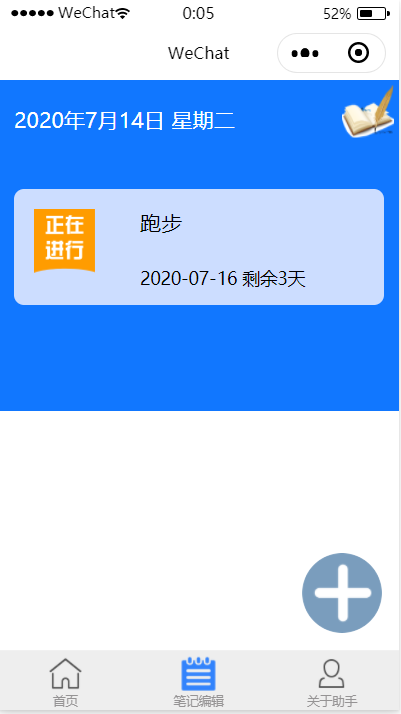 WeChat 0:05 52%
WeChat
2020年7月14日 星期二
正在
进行
跑步
2020-07-16 剩余3天
首页 笔记编辑 关于助手